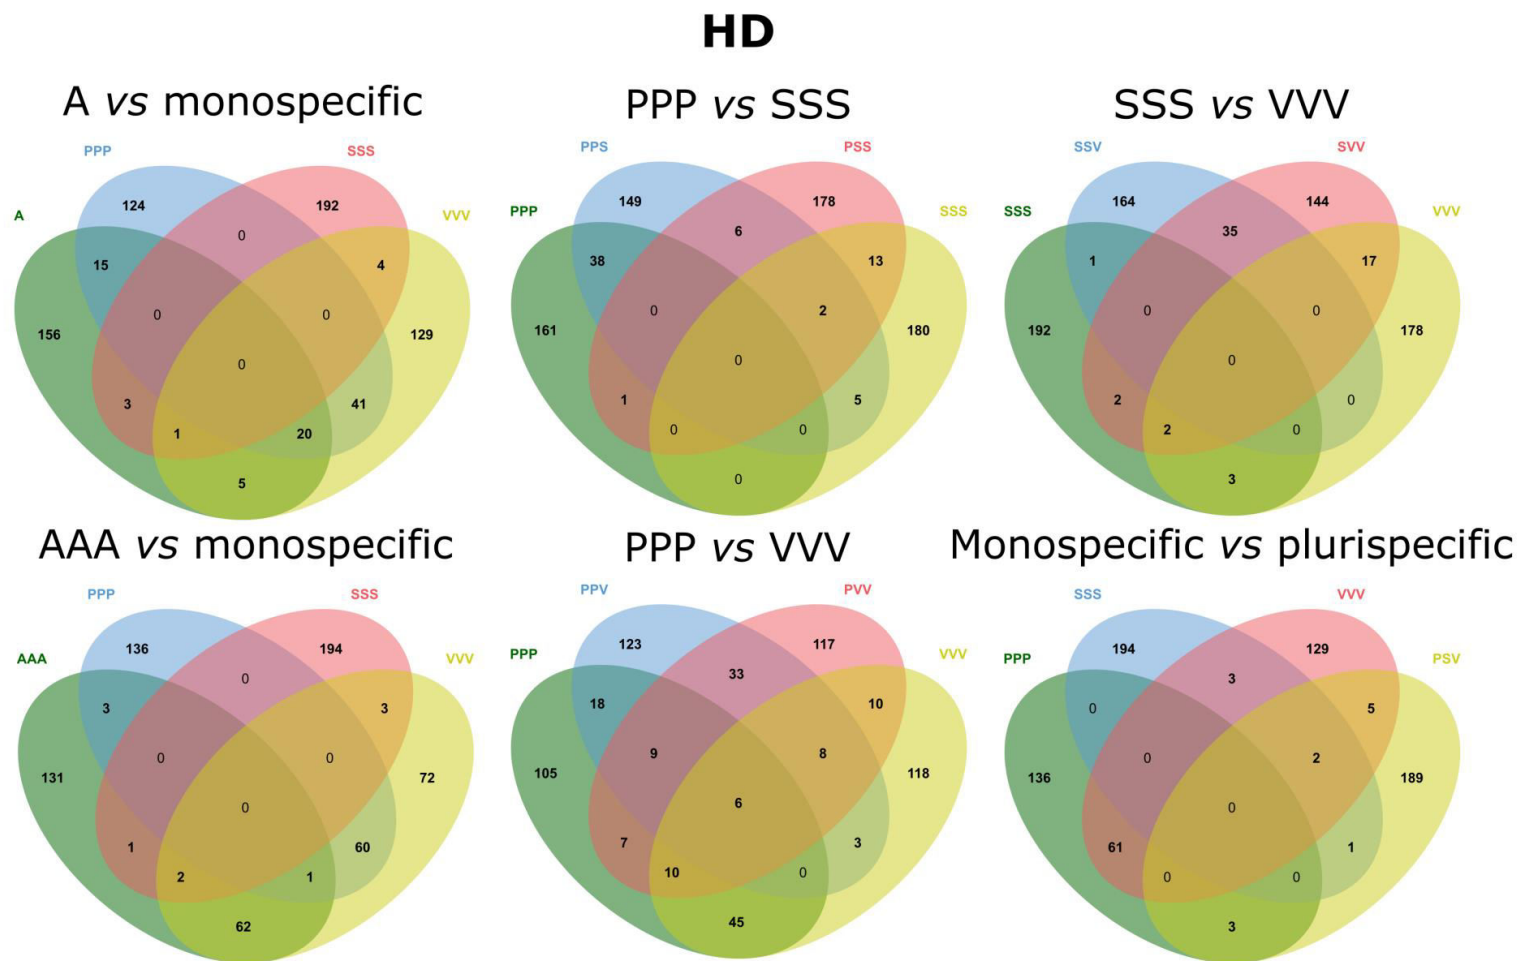 HD
A vs monospecific
PPP
SSS
A
VVV
124
192
0
15
4
156
0
0
129
0
3
41
1
20
5
PPP vs SSS
PPS
PSS
PPP
SSS
149
178
6
38
13
161
0
2
180
0
1
5
0
0
0
SSS vs VVV
SSV
SVV
SSS
VVV
164
144
35
1
17
192
0
0
178
0
2
0
2
0
3
AAA vs monospecific
PPP
SSS
AAA
VVV
136
194
0
3
3
131
0
0
72
0
1
60
2
1
62
PPP vs VVV
PPV
PVV
PPP
VVV
123
117
33
18
10
105
9
8
118
6
7
3
10
0
45
Monospecific vs plurispecific
SSS
VVV
PPP
PSV
194
129
3
0
5
136
0
2
189
0
61
1
0
0
3